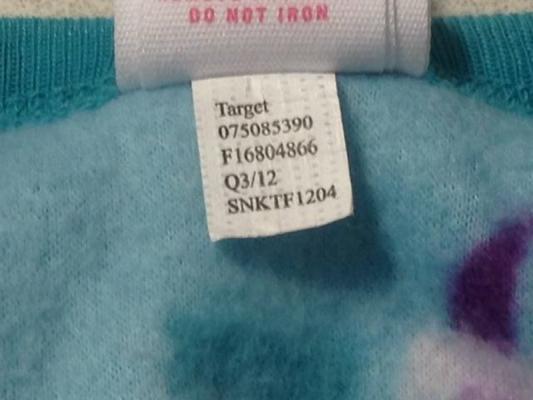 DO NOT IRON
Target
075085390
F16804866
Q3/12
SNKTF1204